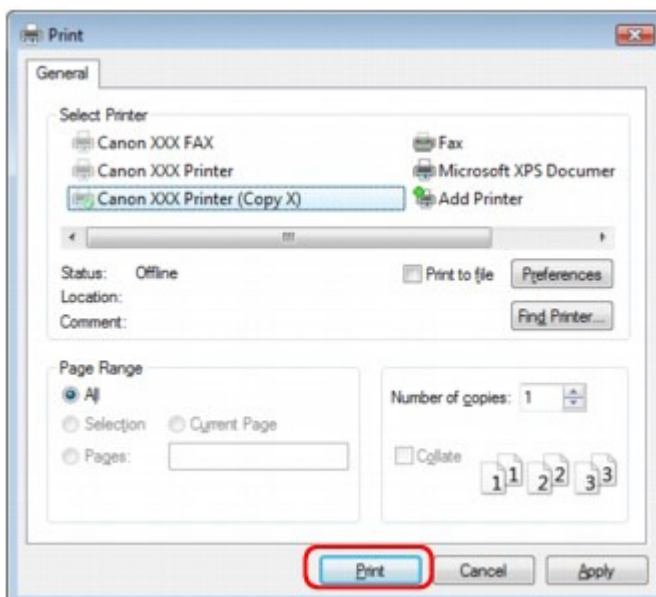 Print
General
Select Printer
Canon XXX FAX
Fax
Canon XXX Printer
Microsoft XPS Documer
Canon XXX Printer (Copy X)
Add Printer
Status: Offline
Print to file
Preferences
Location:
Comment:
Find Printer...
Page Range
All
Selection
Current Page
Pages:
Number of copies: 1
Collate
1 1 2 2 3 3
Print
Cancel
Apply